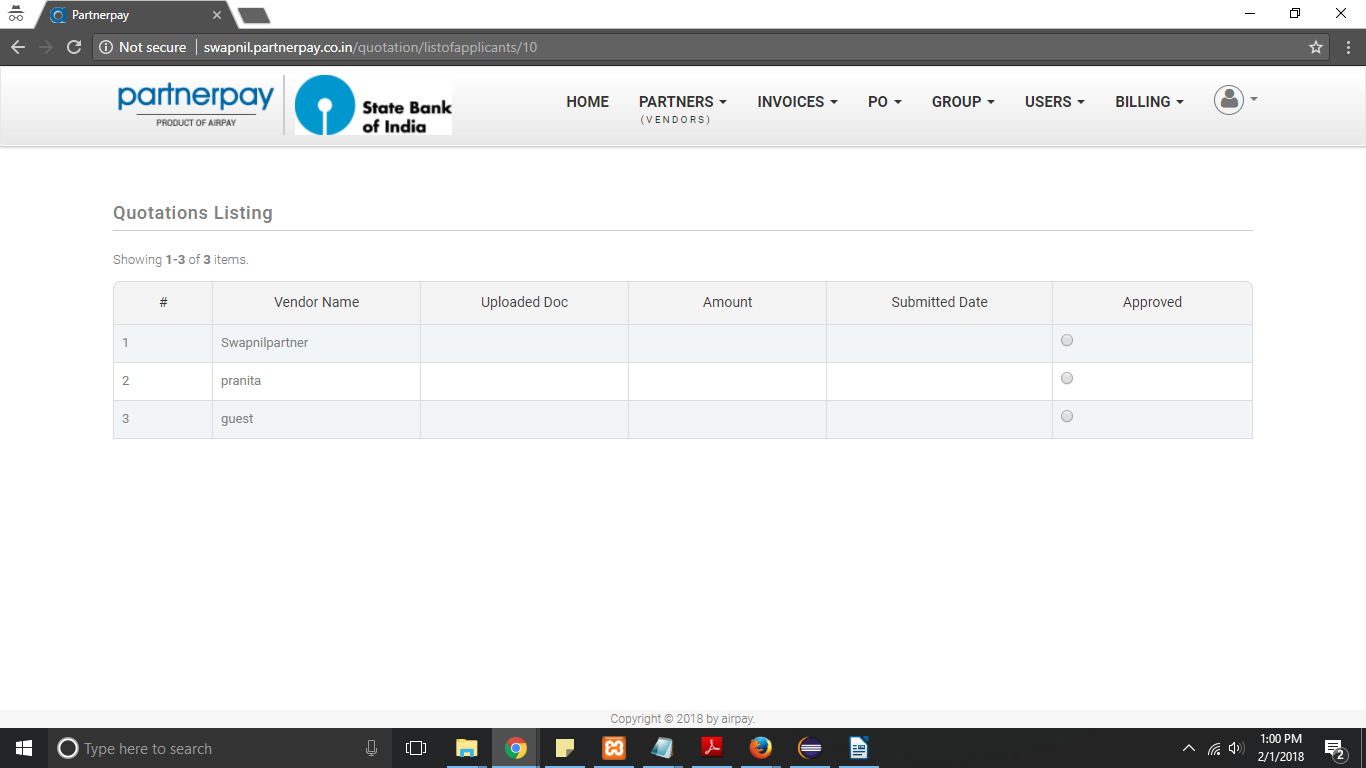 Partnerpay
Not secure swapnil.partnerpay.co.in/quotation/listofapplicants/10
partnerpay
PRODUCT OF AIRPAY
State Bank
of India
HOME PARTNERS INVOICES PO GROUP USERS BILLING
(VENDORS)
Quotations Listing
Showing 1-3 of 3 items.
# Vendor Name Uploaded Doc Amount Submitted Date Approved
1 Swapnilpartner
2 pranita
3 guest
Copyright © 2018 by airpay.
Type here to search
1:00 PM
2/1/2018
2